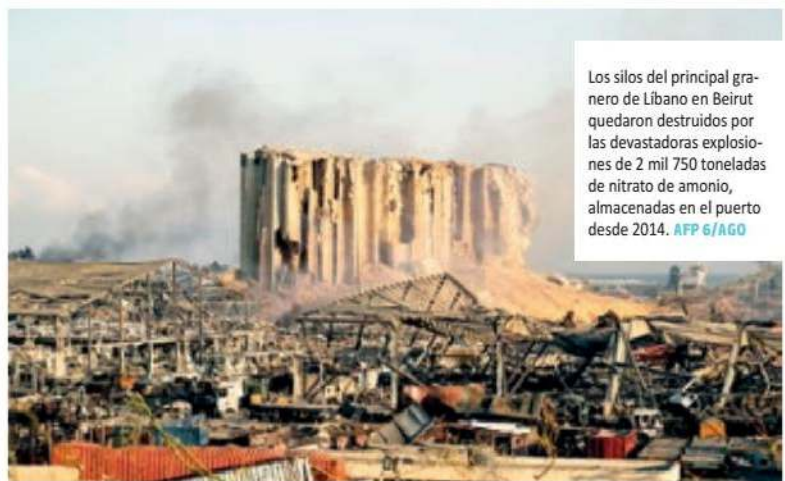 Los silos del principal gra-
nero de Líbano en Beirut
quedaron destruidos por
las devastadoras explosio-
nes de 2 mil 750 toneladas
de nitrato de amonio,
almacenadas en el puerto
desde 2014. AFP 6/AGO